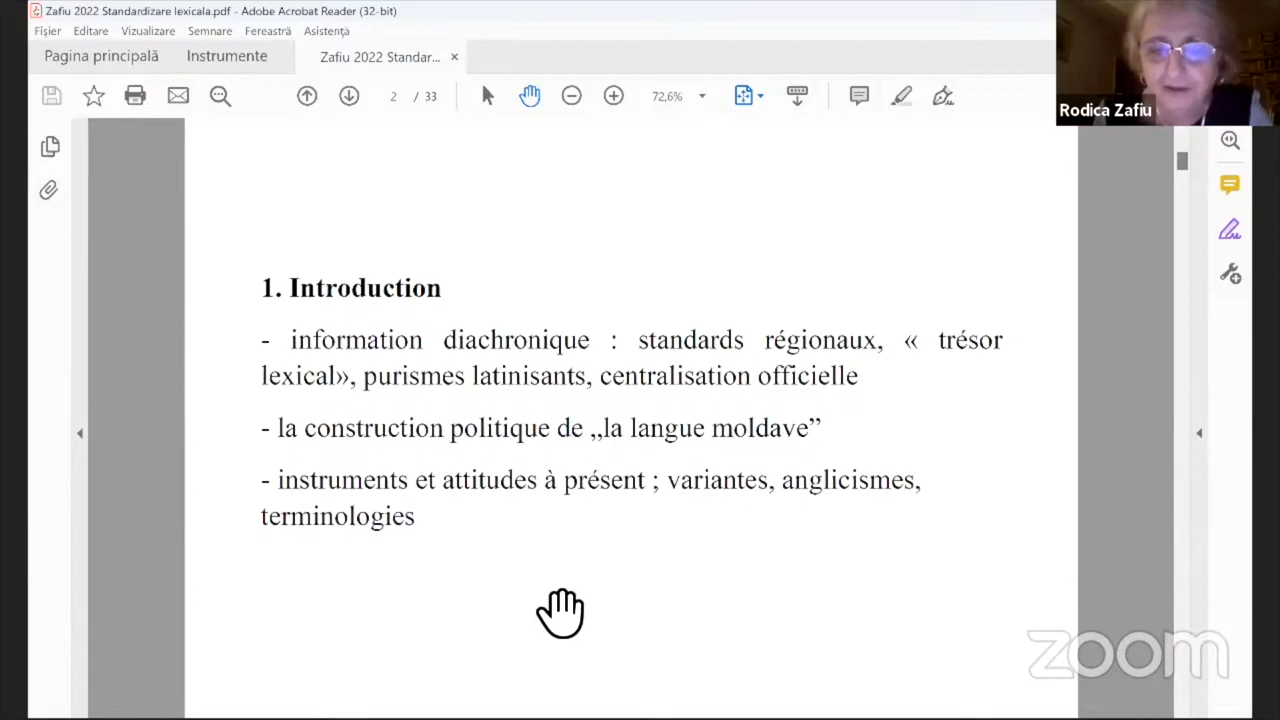 Zafiu 2022 Standardizare lexicala.pdf - Adobe Acrobat Reader (32-bit)
Fișier Editare Vizualizare Semnare Fereastră Asistenţă
Pagina principală Instrumente Zafiu 2022 Standar... ×
2 / 33 72,6%
Rodica Zafiu
1. Introduction
- information diachronique : standards régionaux, « trésor
lexical», purismes latinisants, centralisation officielle
- la construction politique de „la langue moldave”
- instruments et attitudes à présent ; variantes, anglicismes,
terminologies
zoom